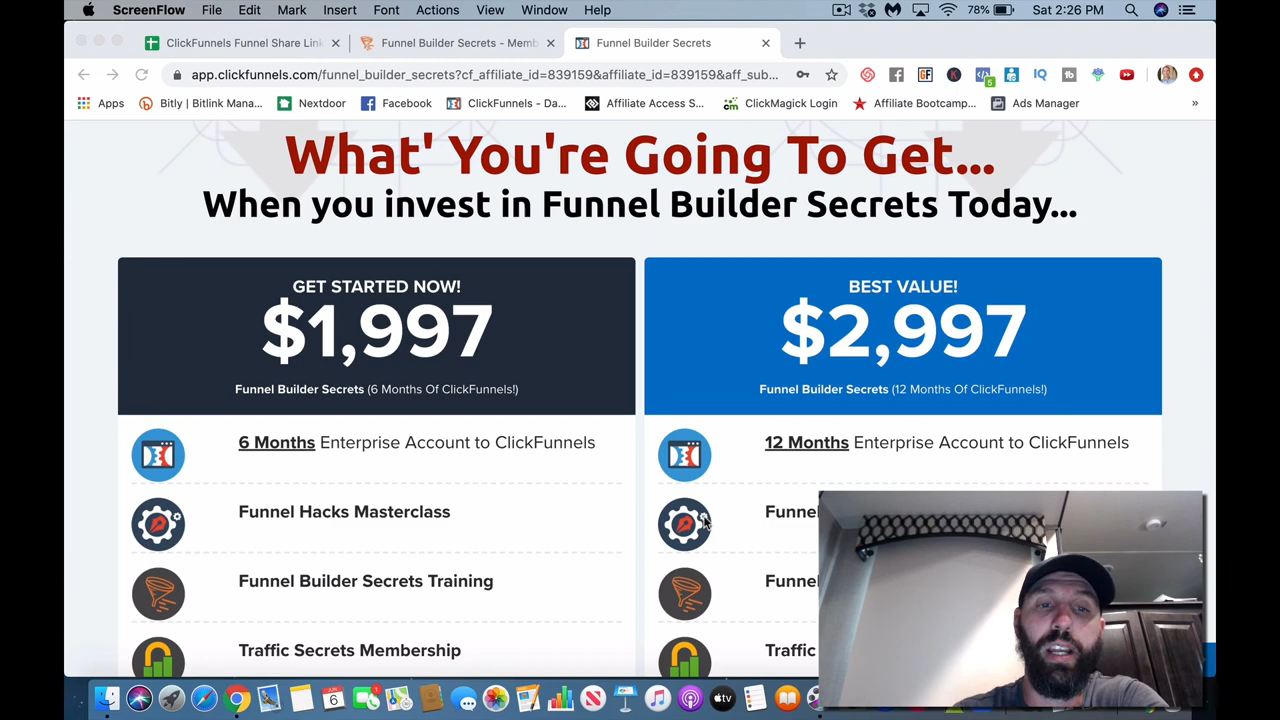 ScreenFlow File Edit Mark Insert Font Actions View Window Help 78% Sat 2:26 PM
ClickFunnels Funnel Share Link Funnel Builder Secrets - Memb Funnel Builder Secrets
app.clickfunnels.com/funnel_builder_secrets?cf_affiliate_id=839159&affiliate_id=839159&aff_sub...
Apps Bitly | Bitlink Mana... Nextdoor Facebook ClickFunnels - Da... Affiliate Access S... ClickMagick Login Affiliate Bootcamp... Ads Manager »
What' You're Going To Get...
When you invest in Funnel Builder Secrets Today...
GET STARTED NOW!
$1,997
Funnel Builder Secrets (6 Months Of ClickFunnels!)
6 Months Enterprise Account to ClickFunnels
Funnel Hacks Masterclass
Funnel Builder Secrets Training
Traffic Secrets Membership
BEST VALUE!
$2,997
Funnel Builder Secrets (12 Months Of ClickFunnels!)
12 Months Enterprise Account to ClickFunnels
Funnel
Funnel
Traffic